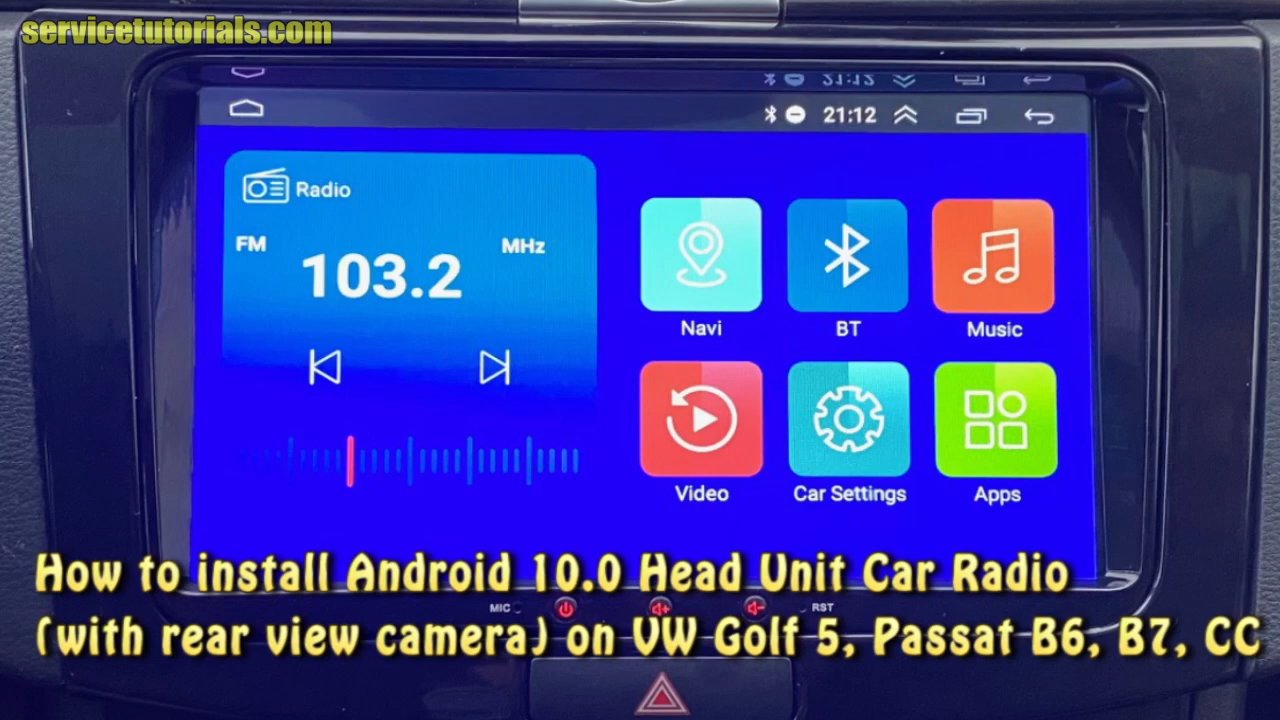 servicetutorials.com
21:12
21:12
Radio
FM
MHz
103.2
Navi
BT
Music
Video
Car Settings
Apps
How to install Android 10.0 Head Unit Car Radio
MIC
RST
(with rear view camera) on VW Golf 5, Passat B6, B7, CC